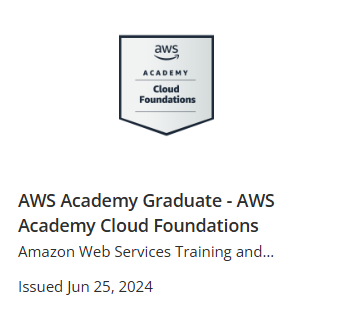 aws
ACADEMY
Cloud
Foundations
AWS Academy Graduate - AWS
Academy Cloud Foundations
Amazon Web Services Training and...
Issued Jun 25, 2024